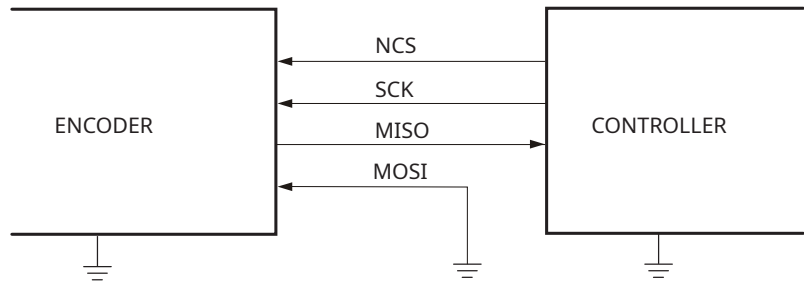 NCS
SCK
ENCODER
MISO
CONTROLLER
MOSI